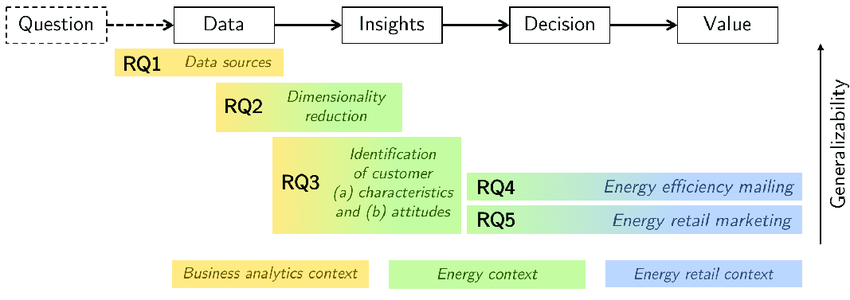 Question
Data
Insights
Decision
Value
RQ1
Data sources
RQ2
Dimensionality
reduction
RQ3
Identification
of customer
(a) characteristics
and (b) attitudes
RQ4
Energy efficiency mailing
RQ5
Energy retail marketing
Generalizability
Business analytics context
Energy context
Energy retail context